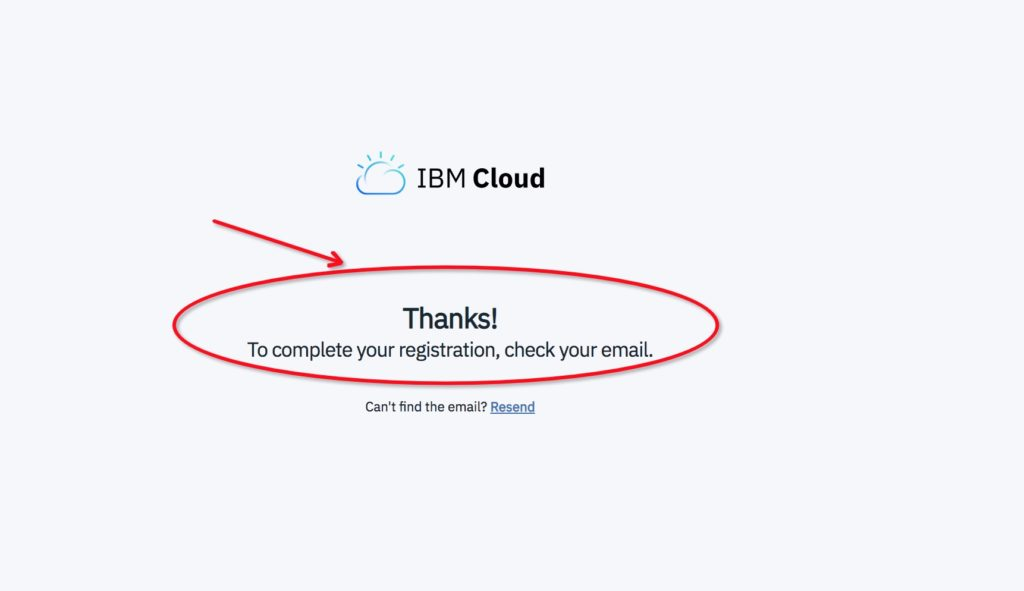 IBM Cloud
Thanks!
To complete your registration, check your email.
Can't find the email? Resend